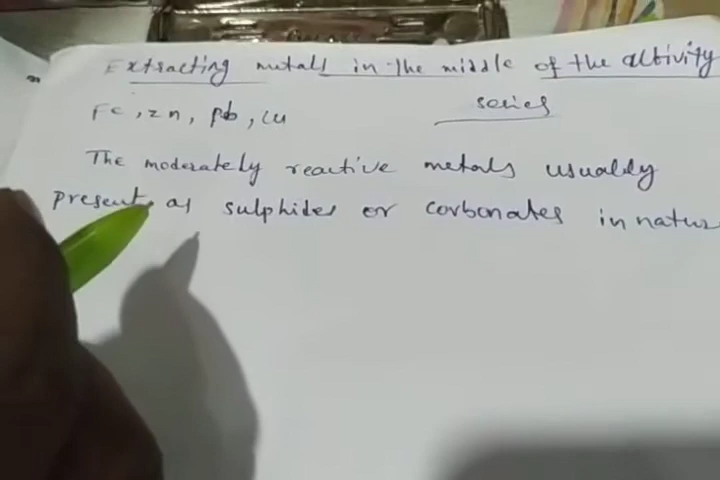 Extracting metals in the middle of the activity
series
Fe, zn, pb, cu
The moderately reactive metals usually
present as sulphides or carbonates in natur